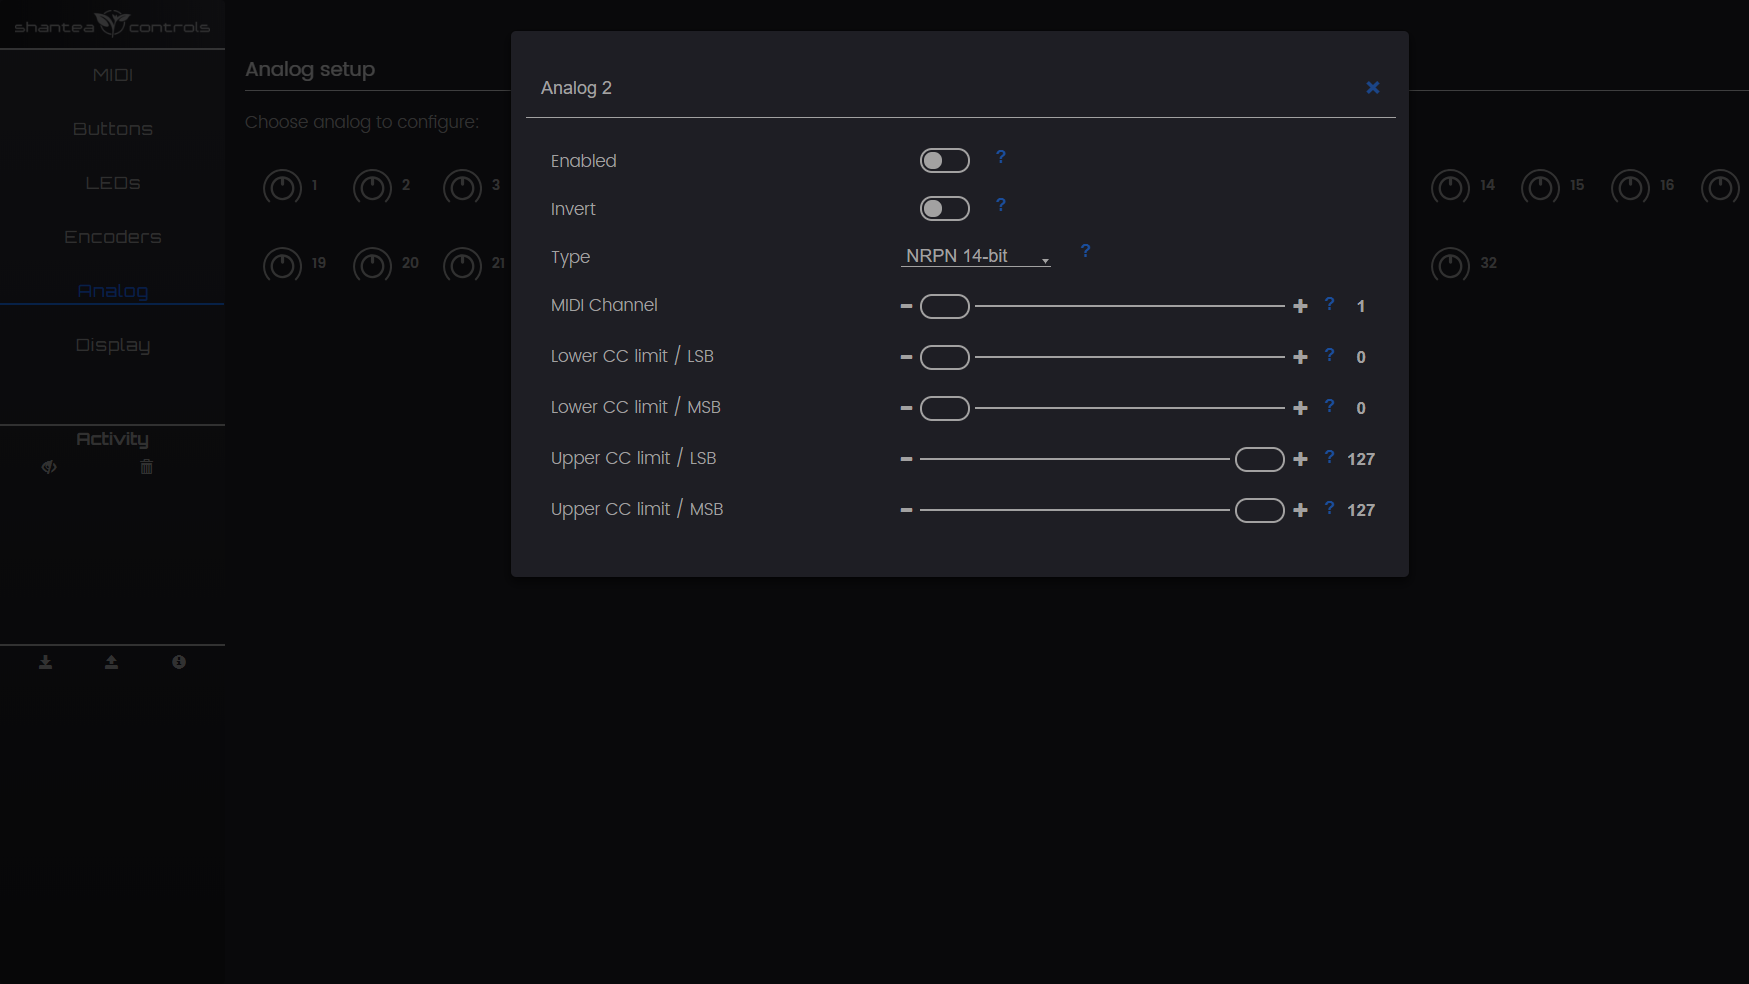 shantea controls
MIDI
Buttons
LEDs
Encoders
Analog
Display
Activity
Analog setup
Choose analog to configure:
1 2 3 14 15 16
19 20 21 32
Analog 2 ×
Enabled ?
Invert ?
Type NRPN 14-bit ?
MIDI Channel - + ? 1
Lower CC limit / LSB - + ? 0
Lower CC limit / MSB - + ? 0
Upper CC limit / LSB - + ? 127
Upper CC limit / MSB - + ? 127